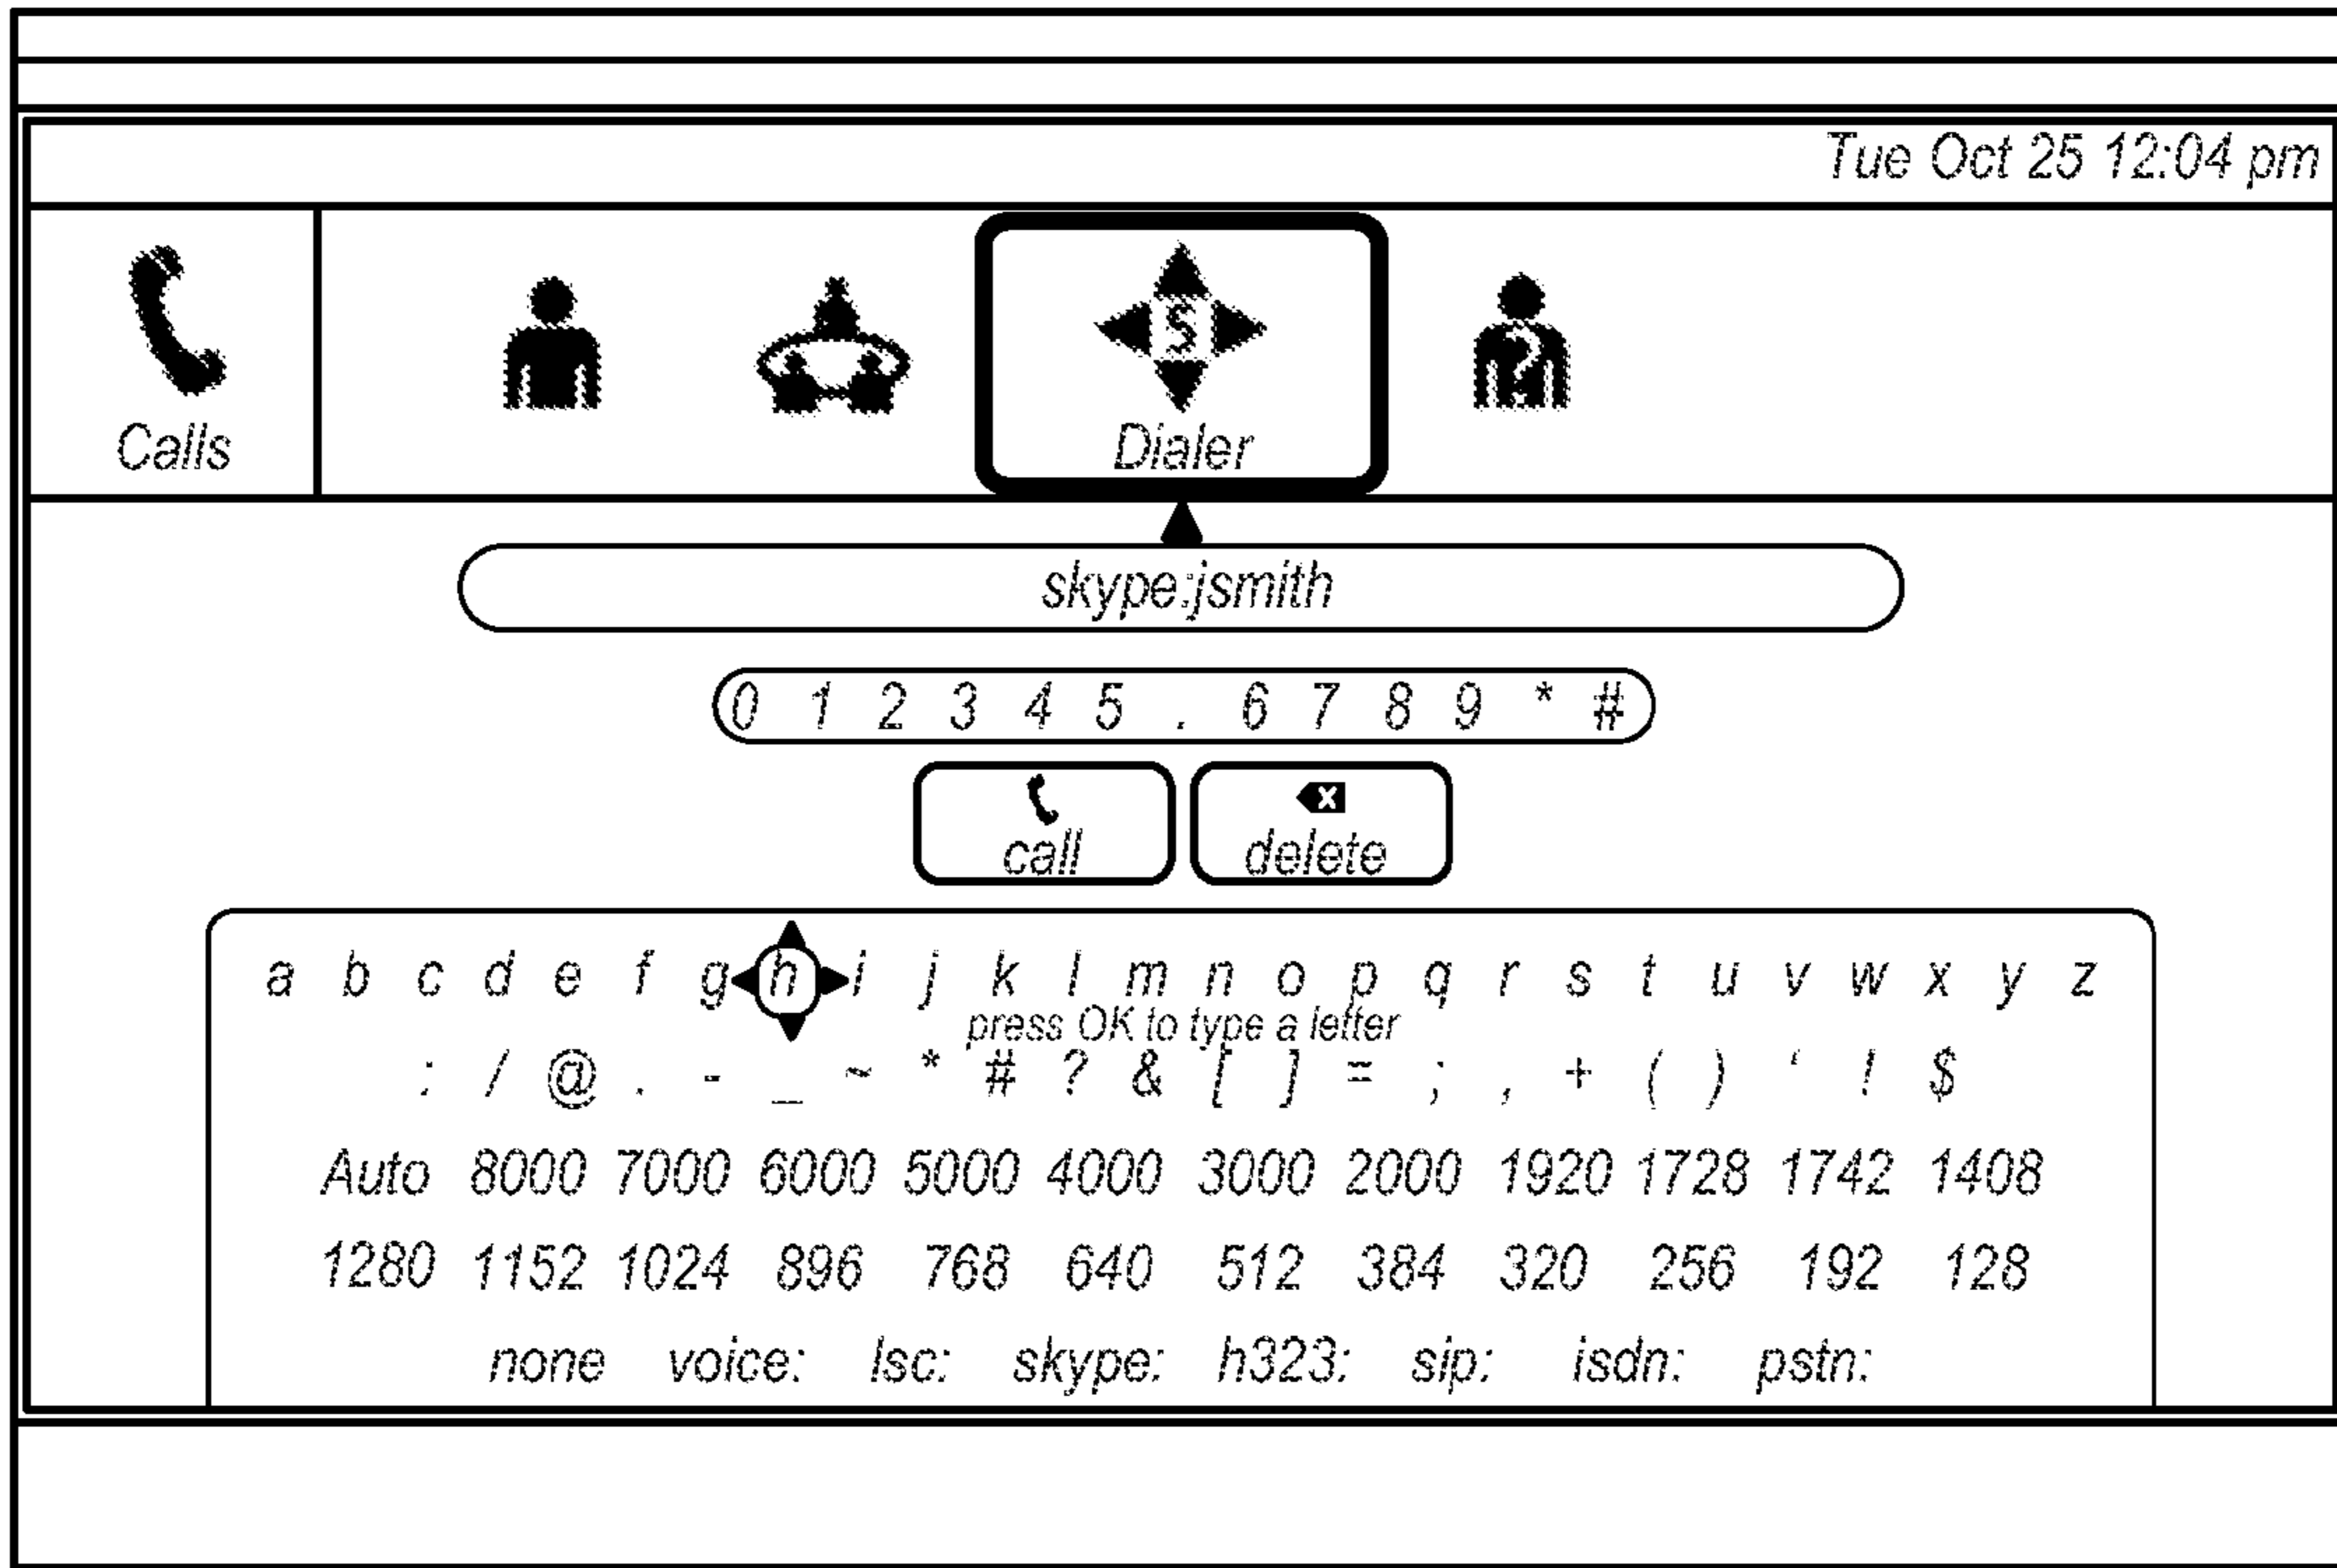 Tue Oct 25 12:04 pm
S
Calls
Dialer
skype:jsmith
0 1 2 3 4 5 . 6 7 8 9 * #
call delete
a b c d e f g h i j k l m n o p q r s t u v w x y z
press OK to type a letter
: / @ . - _ ~ * # ? & [ ] = ; , + ( ) ‘ ! $
Auto 8000 7000 6000 5000 4000 3000 2000 1920 1728 1742 1408
1280 1152 1024 896 768 640 512 384 320 256 192 128
none voice: lsc: skype: h323: sip: isdn: pstn: